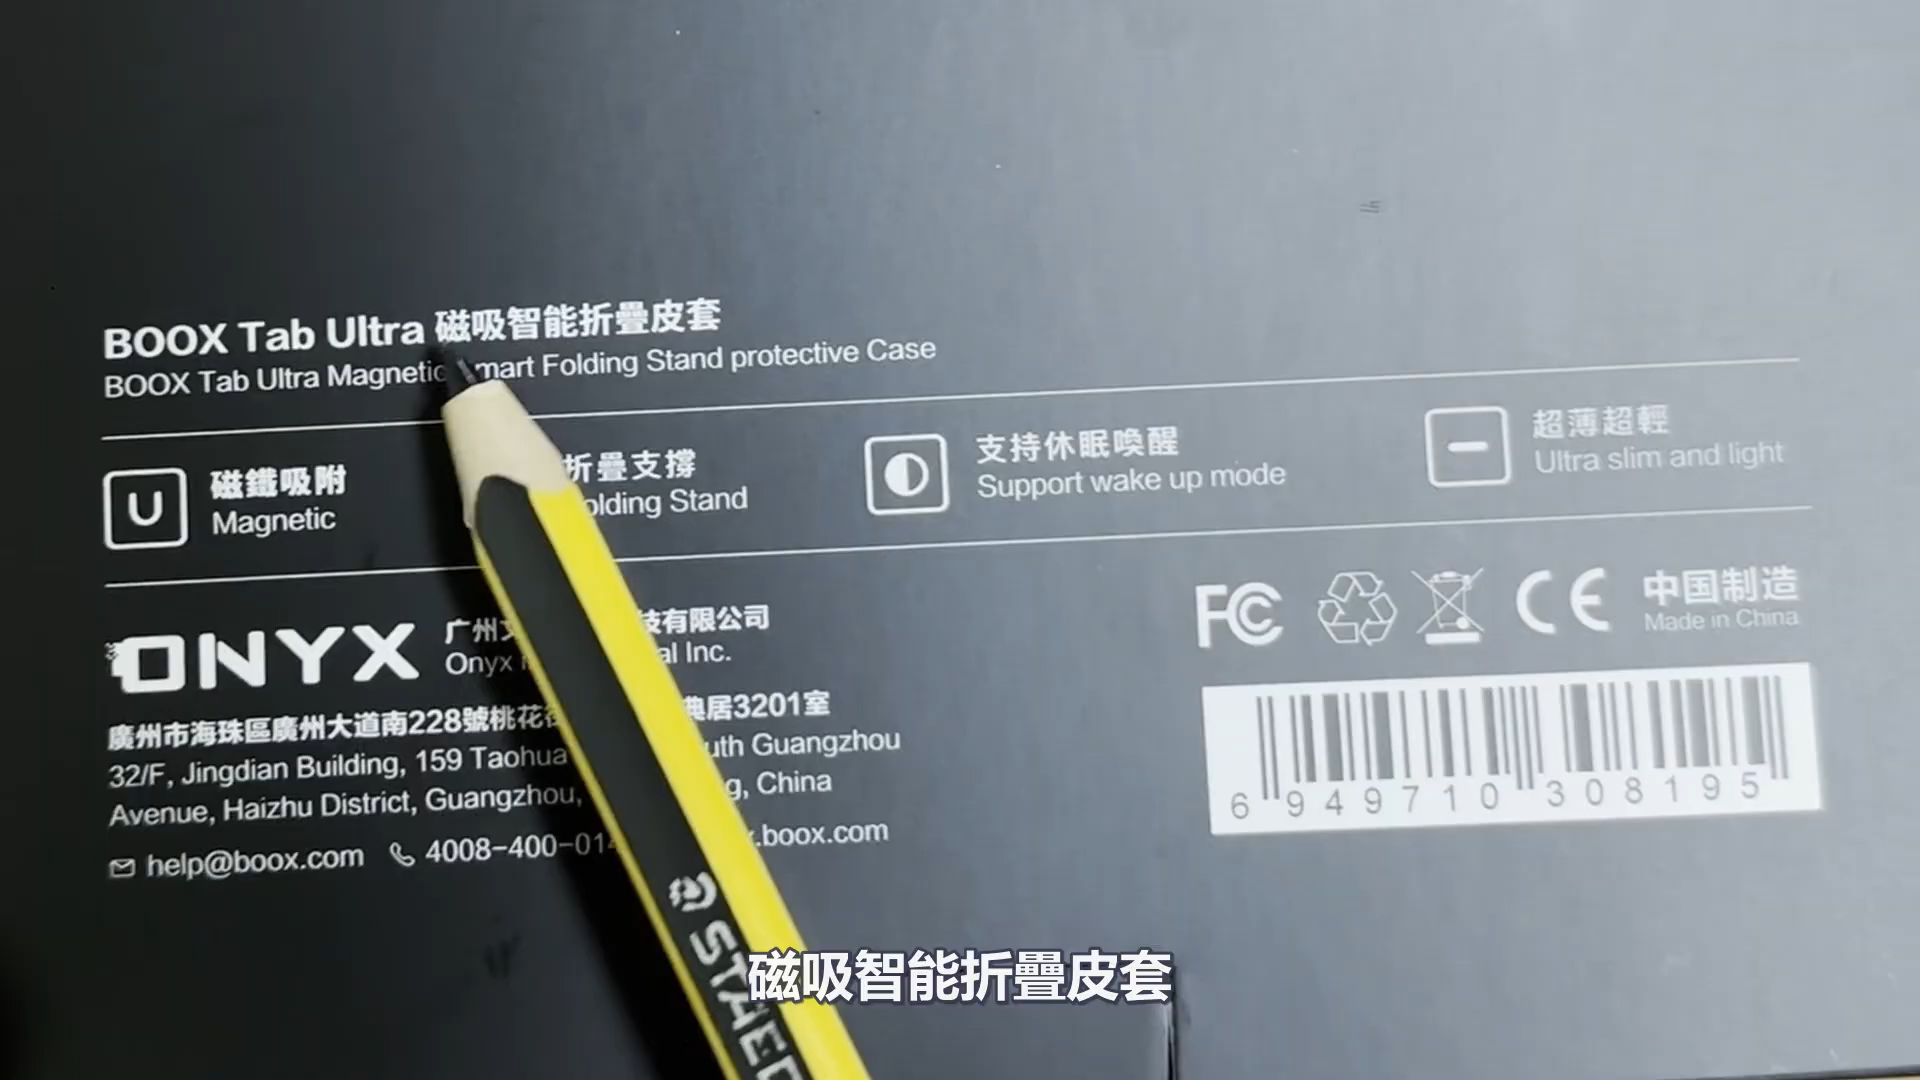 BOOX Tab Ultra 磁吸智能折疊皮套
BOOX Tab Ultra Magnetic mart Folding Stand protective Case
磁鐵吸附
Magnetic
折疊支撐
olding Stand
支持休眠喚醒
Support wake up mode
超薄超輕
Ultra slim and light
FC CE
中国制造
Made in China
ONYX
广州 技有限公司
Onyx al Inc.
廣州市海珠區廣州大道南228號桃花 典居3201室
32/F, Jingdian Building, 159 Taohua uth Guangzhou
Avenue, Haizhu District, Guangzhou, g, China
help@boox.com 4008-400-01 .boox.com
6 949710 308195
STAED
磁吸智能折疊皮套